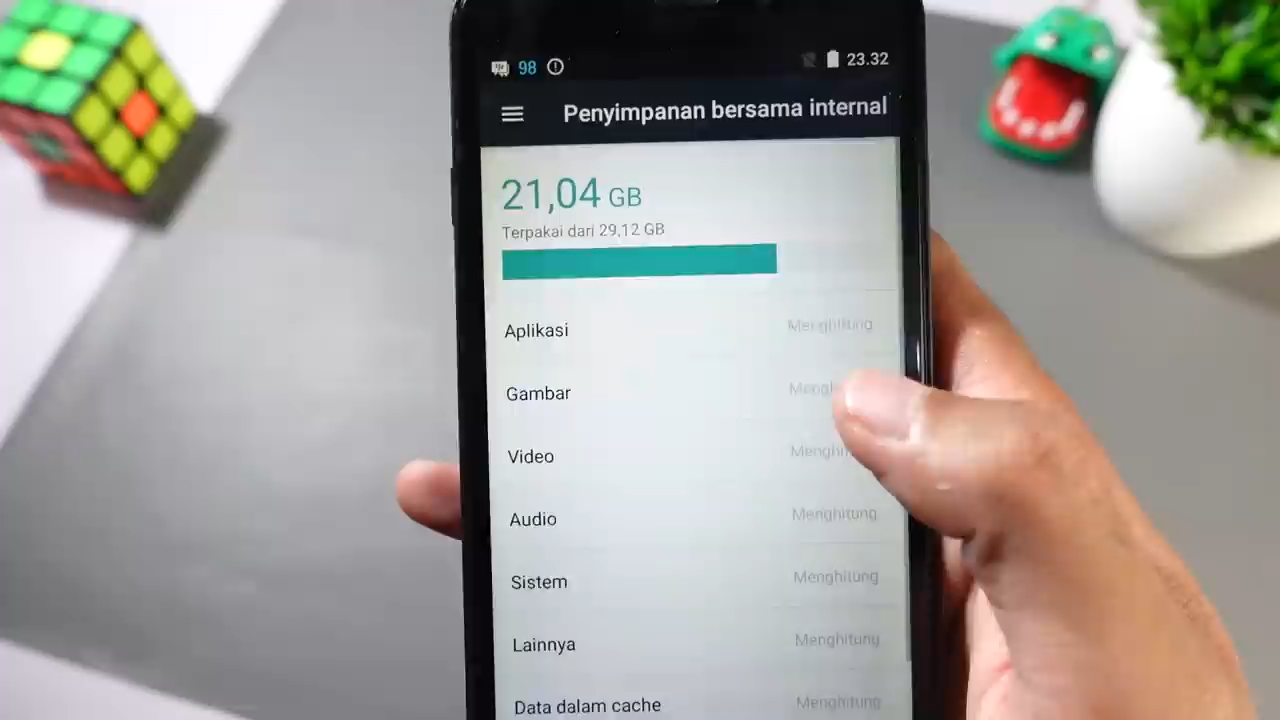 98 23.32
Penyimpanan bersama internal
21,04 GB
Terpakai dari 29,12 GB
Aplikasi Menghitung
Gambar
Video
Audio Menghitung
Sistem Menghitung
Lainnya Menghitung
Data dalam cache Menghitung